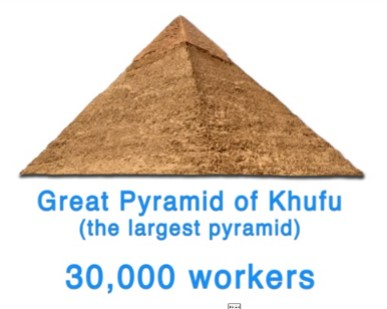 Great Pyramid of Khufu
(the largest pyramid)
30,000 workers